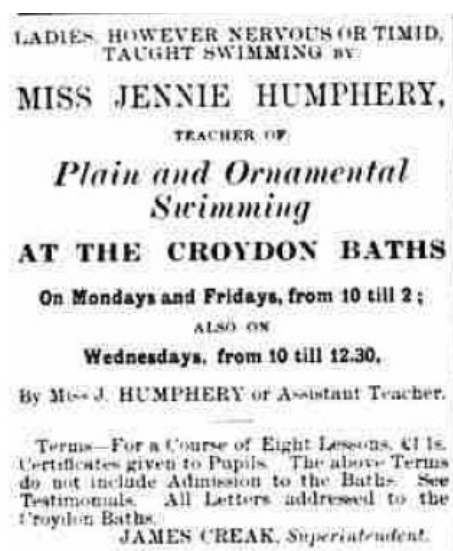 LADIES, HOWEVER NERVOUS OR TIMID,
TAUGHT SWIMMING BY
MISS JENNIE HUMPHERY,
TEACHER OF
Plain and Ornamental
Swimming
AT THE CROYDON BATHS
On Mondays and Fridays, from 10 till 2;
ALSO ON
Wednesdays, from 10 till 12.30,
By Miss J. HUMPHERY or Assistant Teacher.
Terms—For a Course of Eight Lessons, £1 1s.
Certificates given to Pupils. The above Terms
do not include Admission to the Baths. See
Testimonials. All Letters addressed to the
Croydon Baths.
JAMES CREAK, Superintendent.